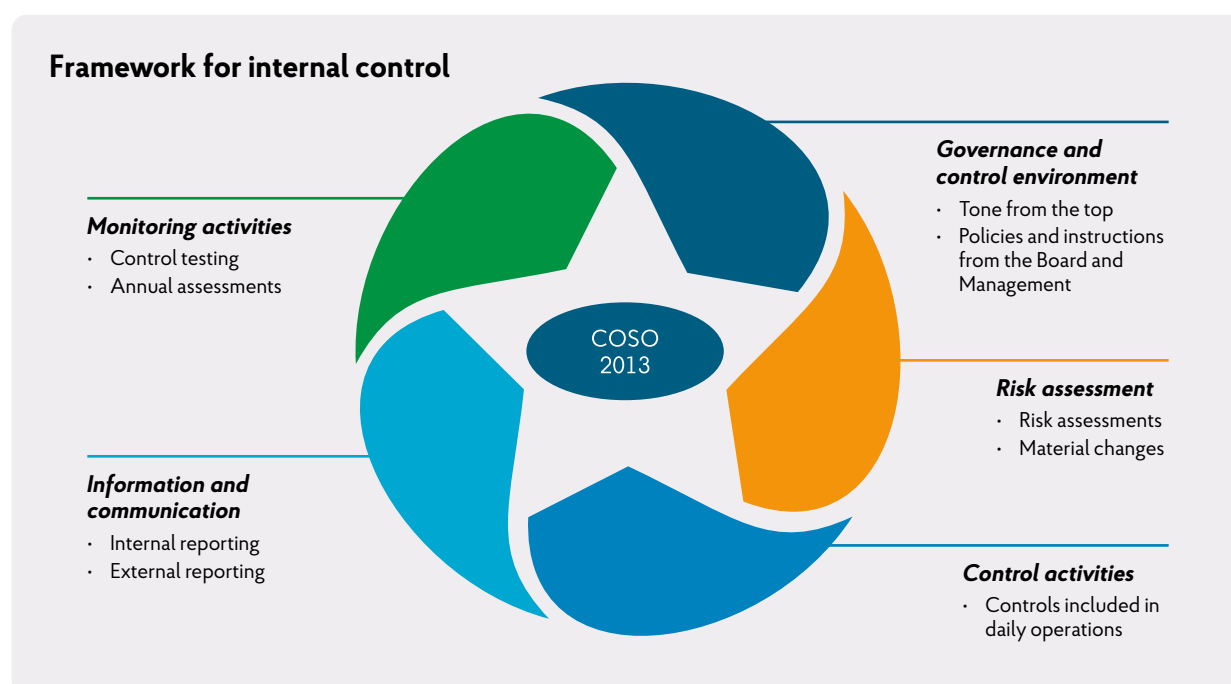 Framework for internal control
Governance and
control environment
· Tone from the top
· Policies and instructions
from the Board and
Management
Monitoring activities
· Control testing
· Annual assessments
COSO
2013
Risk assessment
· Risk assessments
· Material changes
Information and
communication
· Internal reporting
· External reporting
Control activities
· Controls included in
daily operations